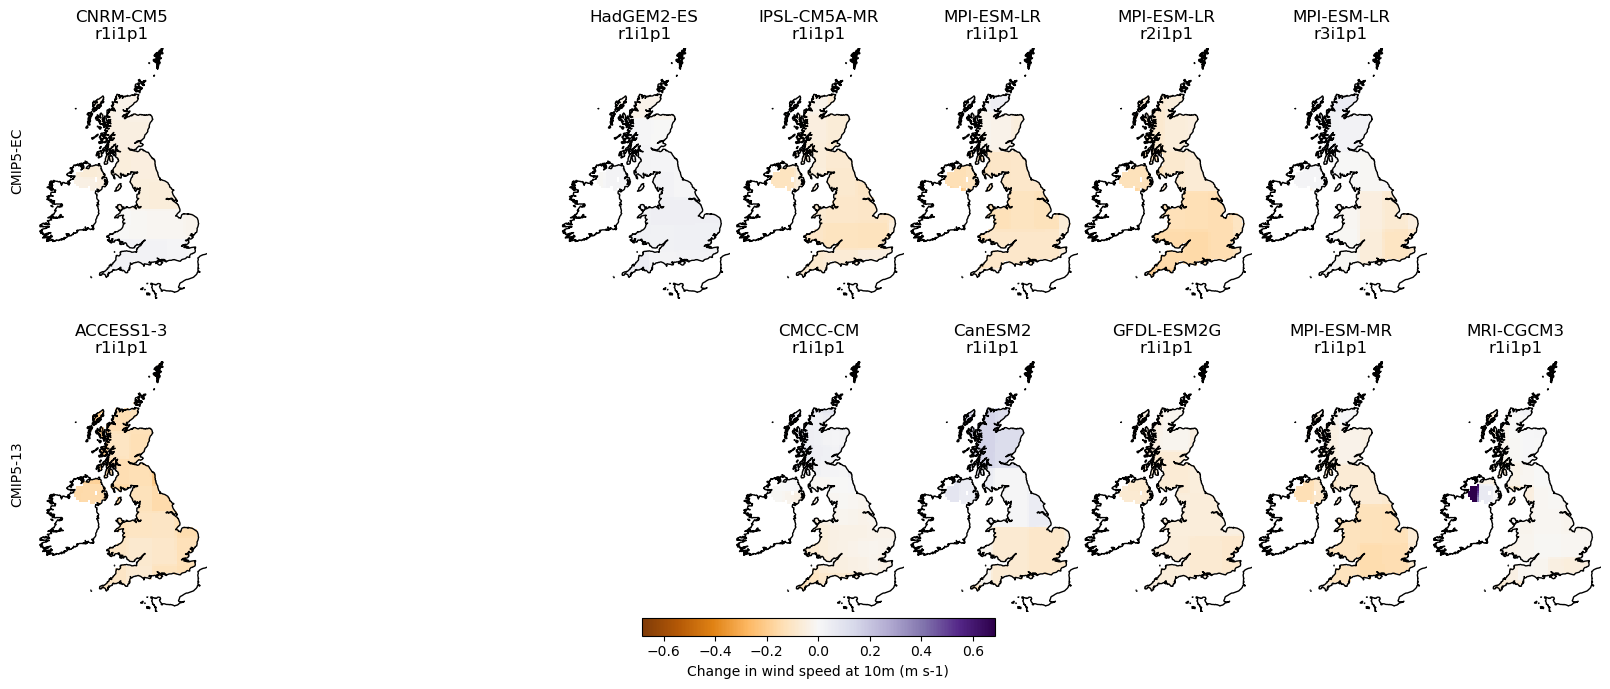 CNRM-CM5
r1i1p1
HadGEM2-ES
r1i1p1
IPSL-CM5A-MR
r1i1p1
MPI-ESM-LR
r1i1p1
MPI-ESM-LR
r2i1p1
MPI-ESM-LR
r3i1p1
CMIP5-EC
ACCESS1-3
r1i1p1
CMCC-CM
r1i1p1
CanESM2
r1i1p1
GFDL-ESM2G
r1i1p1
MPI-ESM-MR
r1i1p1
MRI-CGCM3
r1i1p1
CMIP5-13
−0.6 −0.4 −0.2 0.0 0.2 0.4 0.6
Change in wind speed at 10m (m s-1)